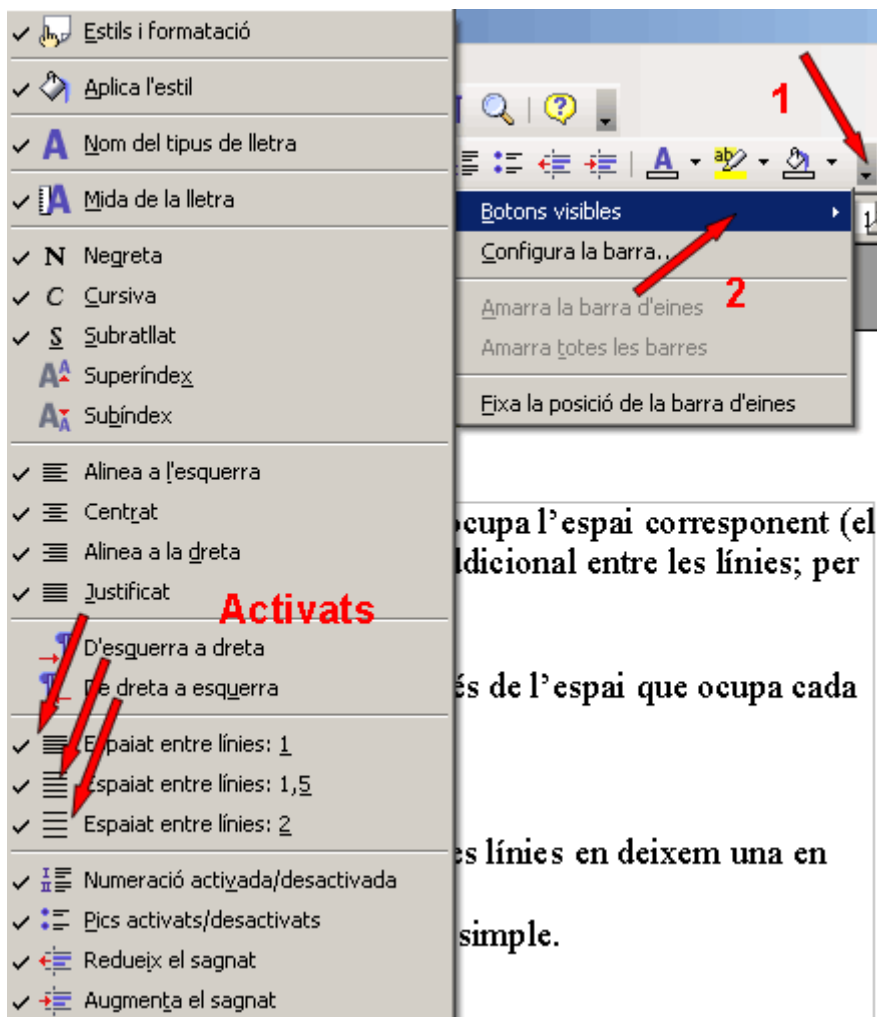 Estils i formatació
Aplica l'estil
Nom del tipus de lletra
Mida de la lletra
N Negreta
C Cursiva
S Subratllat
Superíndex
Subíndex
Alinea a l'esquerra
Centrat
Alinea a la dreta
Justificat
Activats
D'esquerra a dreta
De dreta a esquerra
Espaiat entre línies: 1
Espaiat entre línies: 1,5
Espaiat entre línies: 2
Numeració activada/desactivada
Pics activats/desactivats
Redueix el sagnat
Augmenta el sagnat
1
Botons visibles
Configura la barra..
2
Amarra la barra d'eines
Amarra totes les barres
Fixa la posició de la barra d'eines
ocupa l’espai corresponent (el
ddicional entre les línies; per
és de l’espai que ocupa cada
es línies en deixem una en
simple.